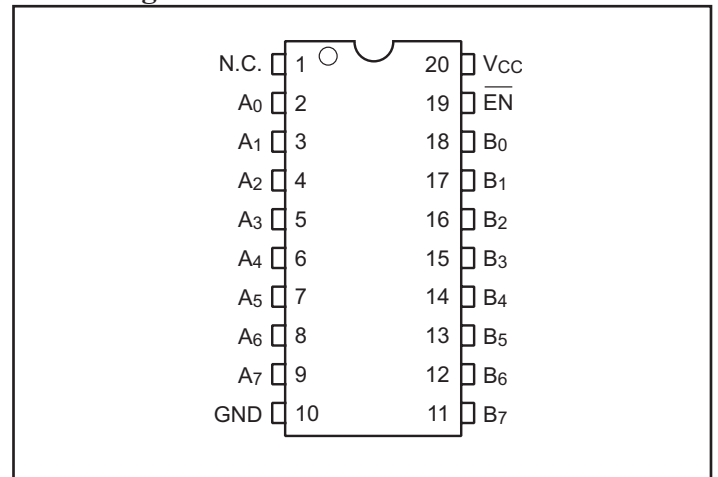 N.C. 1 20 VCC
A0 2 19 EN
A1 3 18 B0
A2 4 17 B1
A3 5 16 B2
A4 6 15 B3
A5 7 14 B4
A6 8 13 B5
A7 9 12 B6
GND 10 11 B7